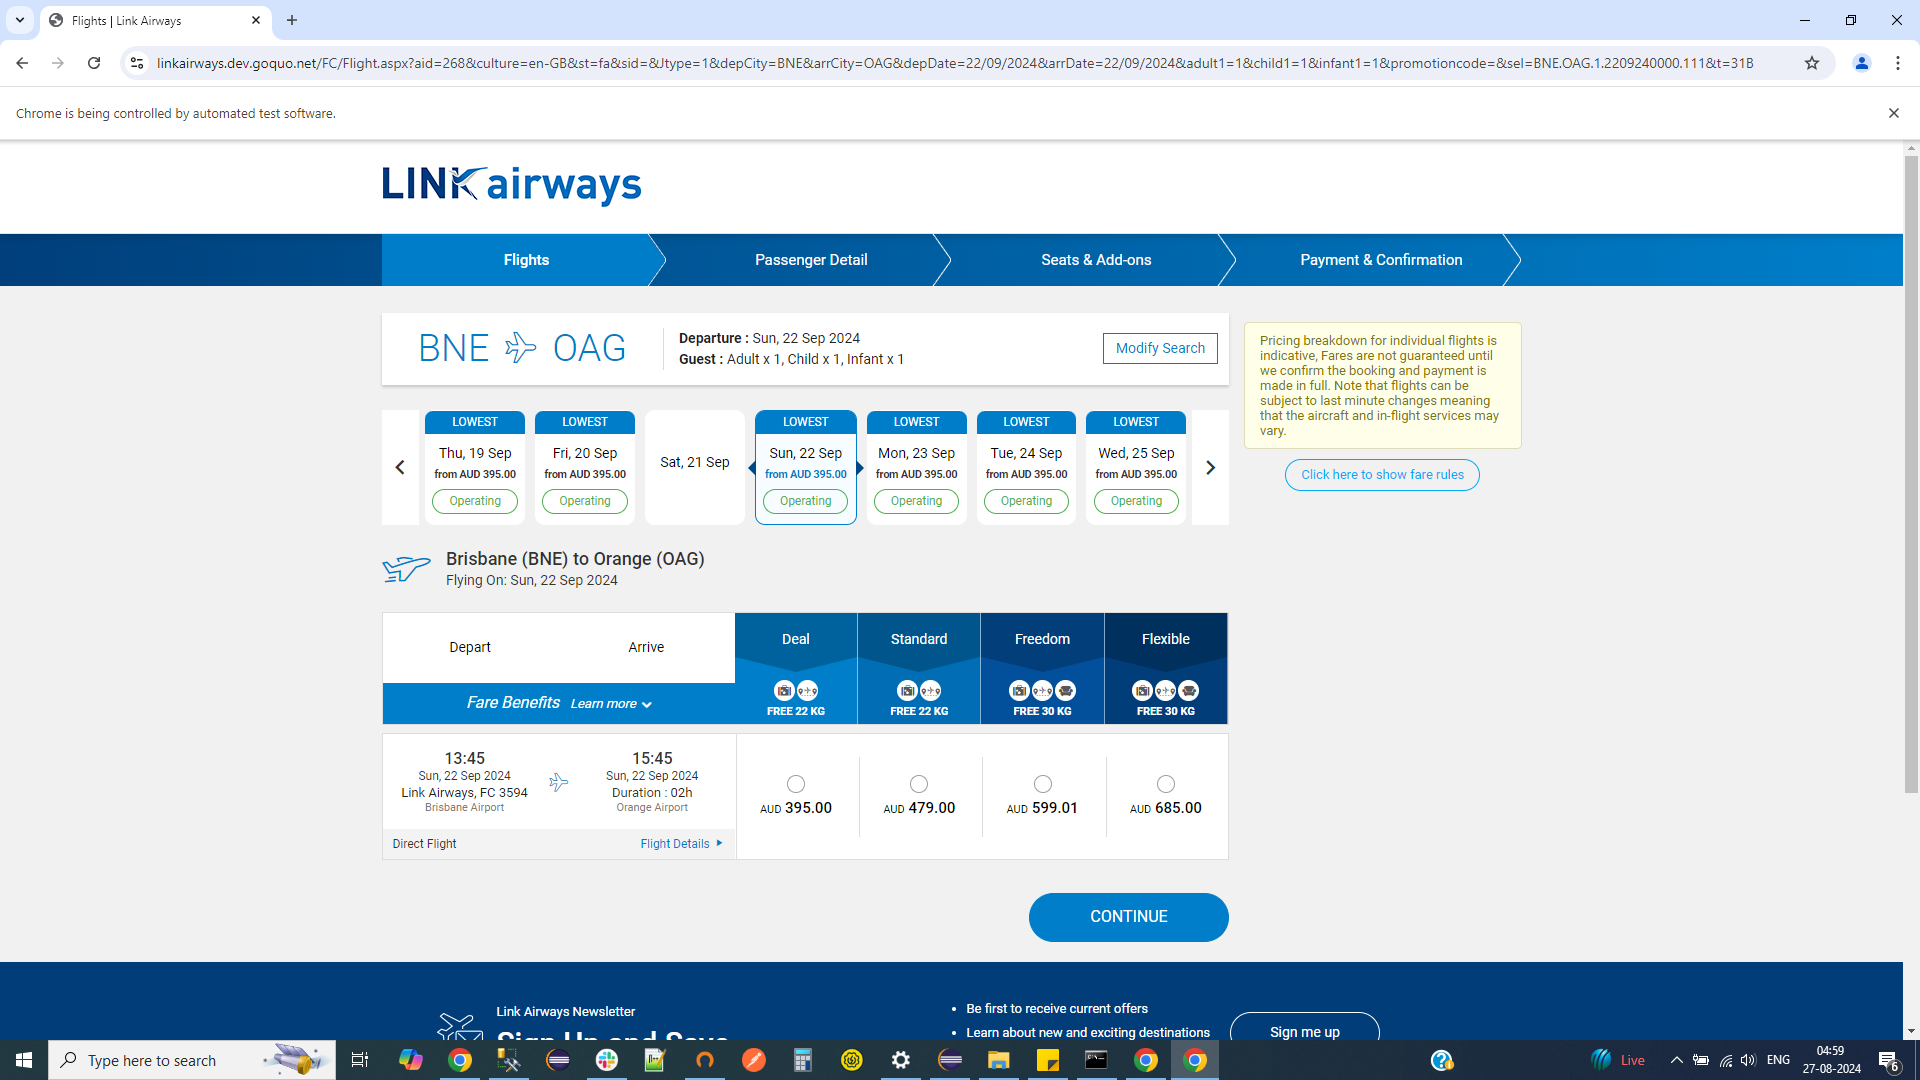 Flights | Link Airways
linkairways.dev.goquo.net/FC/Flight.aspx?aid=268&culture=en-GB&st=fa&sid=&Jtype=1&depCity=BNE&arrCity=OAG&depDate=22/09/2024&arrDate=22/09/2024&adult1=1&child1=1&infant1=1&promotioncode=&sel=BNE.OAG.1.2209240000.111&t=31B
Chrome is being controlled by automated test software.
LINK airways
Flights
Passenger Detail
Seats & Add-ons
Payment & Confirmation
BNE OAG
Departure : Sun, 22 Sep 2024
Guest : Adult x 1, Child x 1, Infant x 1
Modify Search
Pricing breakdown for individual flights is
indicative, Fares are not guaranteed until
we confirm the booking and payment is
made in full. Note that flights can be
subject to last minute changes meaning
that the aircraft and in-flight services may
vary.
Click here to show fare rules
LOWEST
Thu, 19 Sep
from AUD 395.00
Operating
LOWEST
Fri, 20 Sep
from AUD 395.00
Operating
Sat, 21 Sep
LOWEST
Sun, 22 Sep
from AUD 395.00
Operating
LOWEST
Mon, 23 Sep
from AUD 395.00
Operating
LOWEST
Tue, 24 Sep
from AUD 395.00
Operating
LOWEST
Wed, 25 Sep
from AUD 395.00
Operating
Brisbane (BNE) to Orange (OAG)
Flying On: Sun, 22 Sep 2024
Depart
Arrive
Fare Benefits Learn more
Deal
FREE 22 KG
Standard
FREE 22 KG
Freedom
FREE 30 KG
Flexible
FREE 30 KG
13:45
Sun, 22 Sep 2024
Link Airways, FC 3594
Brisbane Airport
15:45
Sun, 22 Sep 2024
Duration : 02h
Orange Airport
Direct Flight
Flight Details
AUD 395.00
AUD 479.00
AUD 599.01
AUD 685.00
CONTINUE
Link Airways Newsletter
Sign Up and Save
Be first to receive current offers
Learn about new and exciting destinations
Sign me up
Type here to search
Live
ENG
04:59
27-08-2024
6